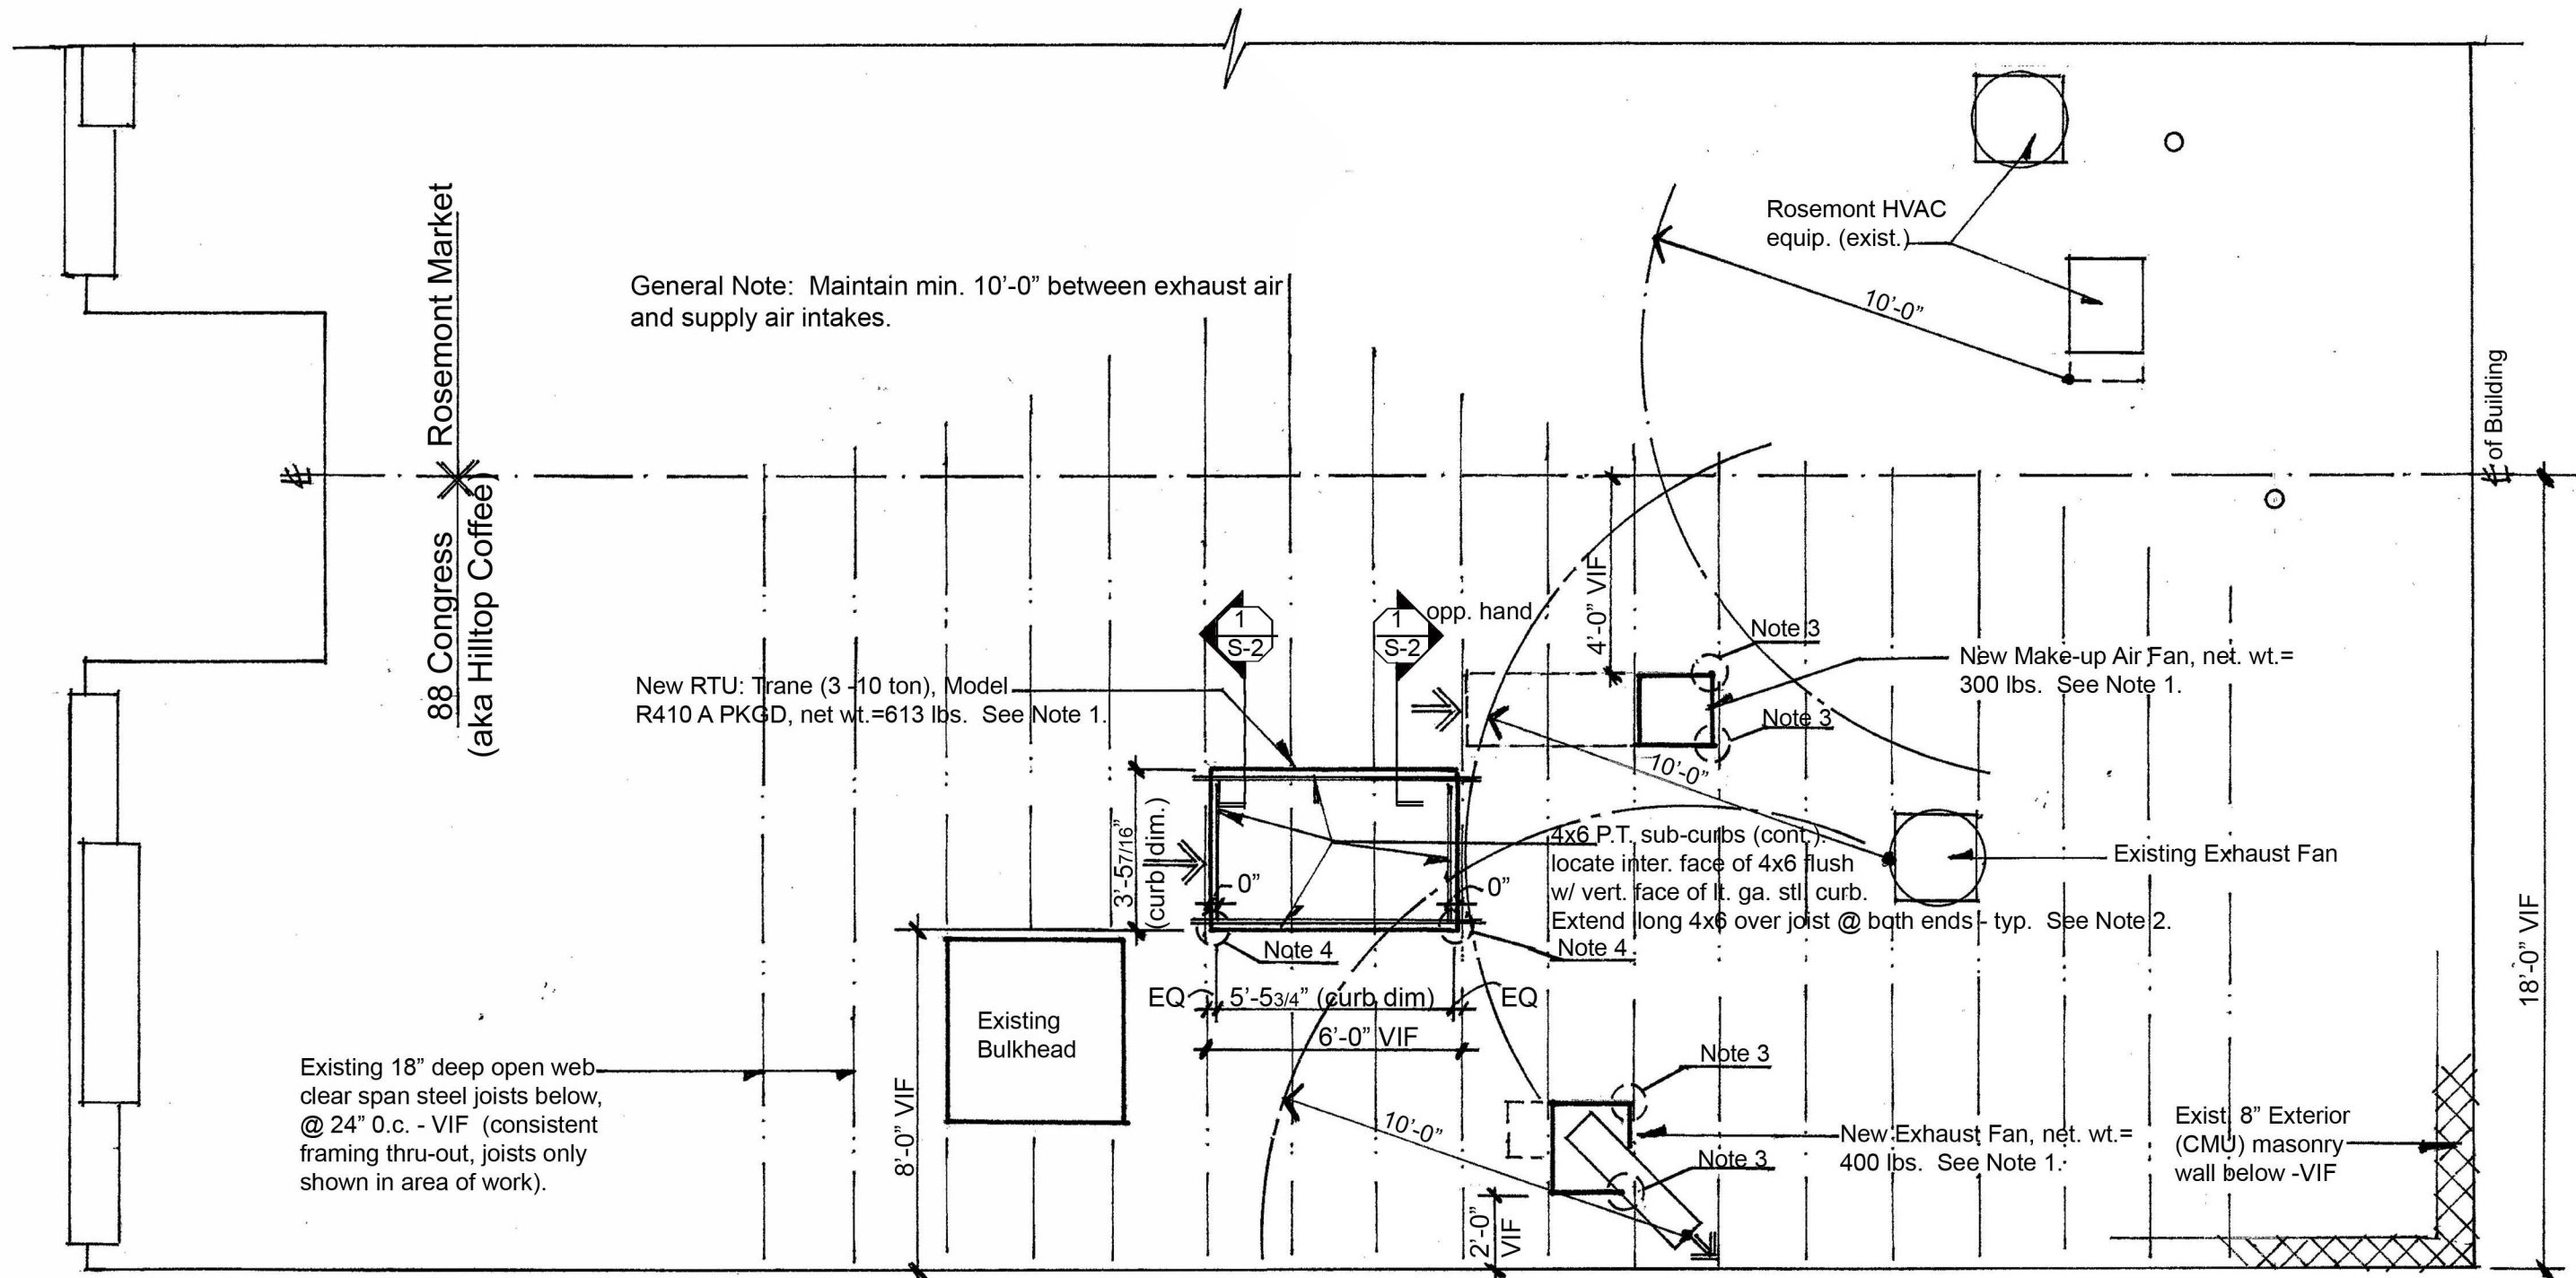 Rosemont Market
88 Congress
(aka Hilltop Coffee)
General Note:  Maintain min. 10'-0" between exhaust air
and supply air intakes.
Rosemont HVAC
equip. (exist.)
10'-0"
of Building
4'-0" VIF
1
S-2
1
S-2
opp. hand
Note 3
New Make-up Air Fan, net. wt.=
300 lbs.  See Note 1.
Note 3
New RTU: Trane (3 -10 ton), Model
R410 A PKGD, net wt.=613 lbs.  See Note 1.
10'-0"
3'-57/16"
(curb dim.)
4x6 P.T. sub-curbs (cont.).
locate inter. face of 4x6 flush
w/ vert. face of lt. ga. stl. curb.
Extend long 4x6 over joist @ both ends - typ.  See Note 2.
Existing Exhaust Fan
0"
0"
Note 4
Note 4
EQ
5'-53/4" (curb dim)
EQ
6'-0" VIF
18'-0" VIF
Existing
Bulkhead
8'-0" VIF
Existing 18" deep open web
clear span steel joists below,
@ 24" 0.c. - VIF  (consistent
framing thru-out, joists only
shown in area of work).
10'-0"
Note 3
New Exhaust Fan, net. wt.=
400 lbs.  See Note 1.
Note 3
2'-0"
VIF
Exist. 8" Exterior
(CMU) masonry
wall below -VIF